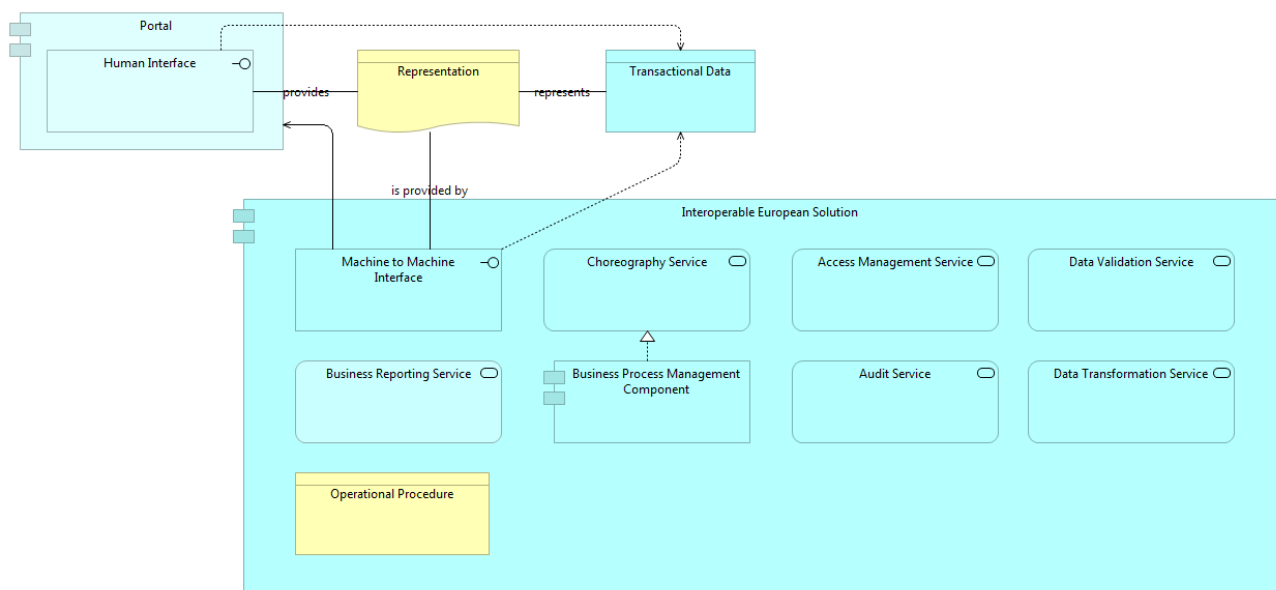 Portal
Human Interface
Representation
Transactional Data
provides
represents
is provided by
Interoperable European Solution
Machine to Machine
Interface
Choreography Service
Access Management Service
Data Validation Service
Business Reporting Service
Business Process Management
Component
Audit Service
Data Transformation Service
Operational Procedure